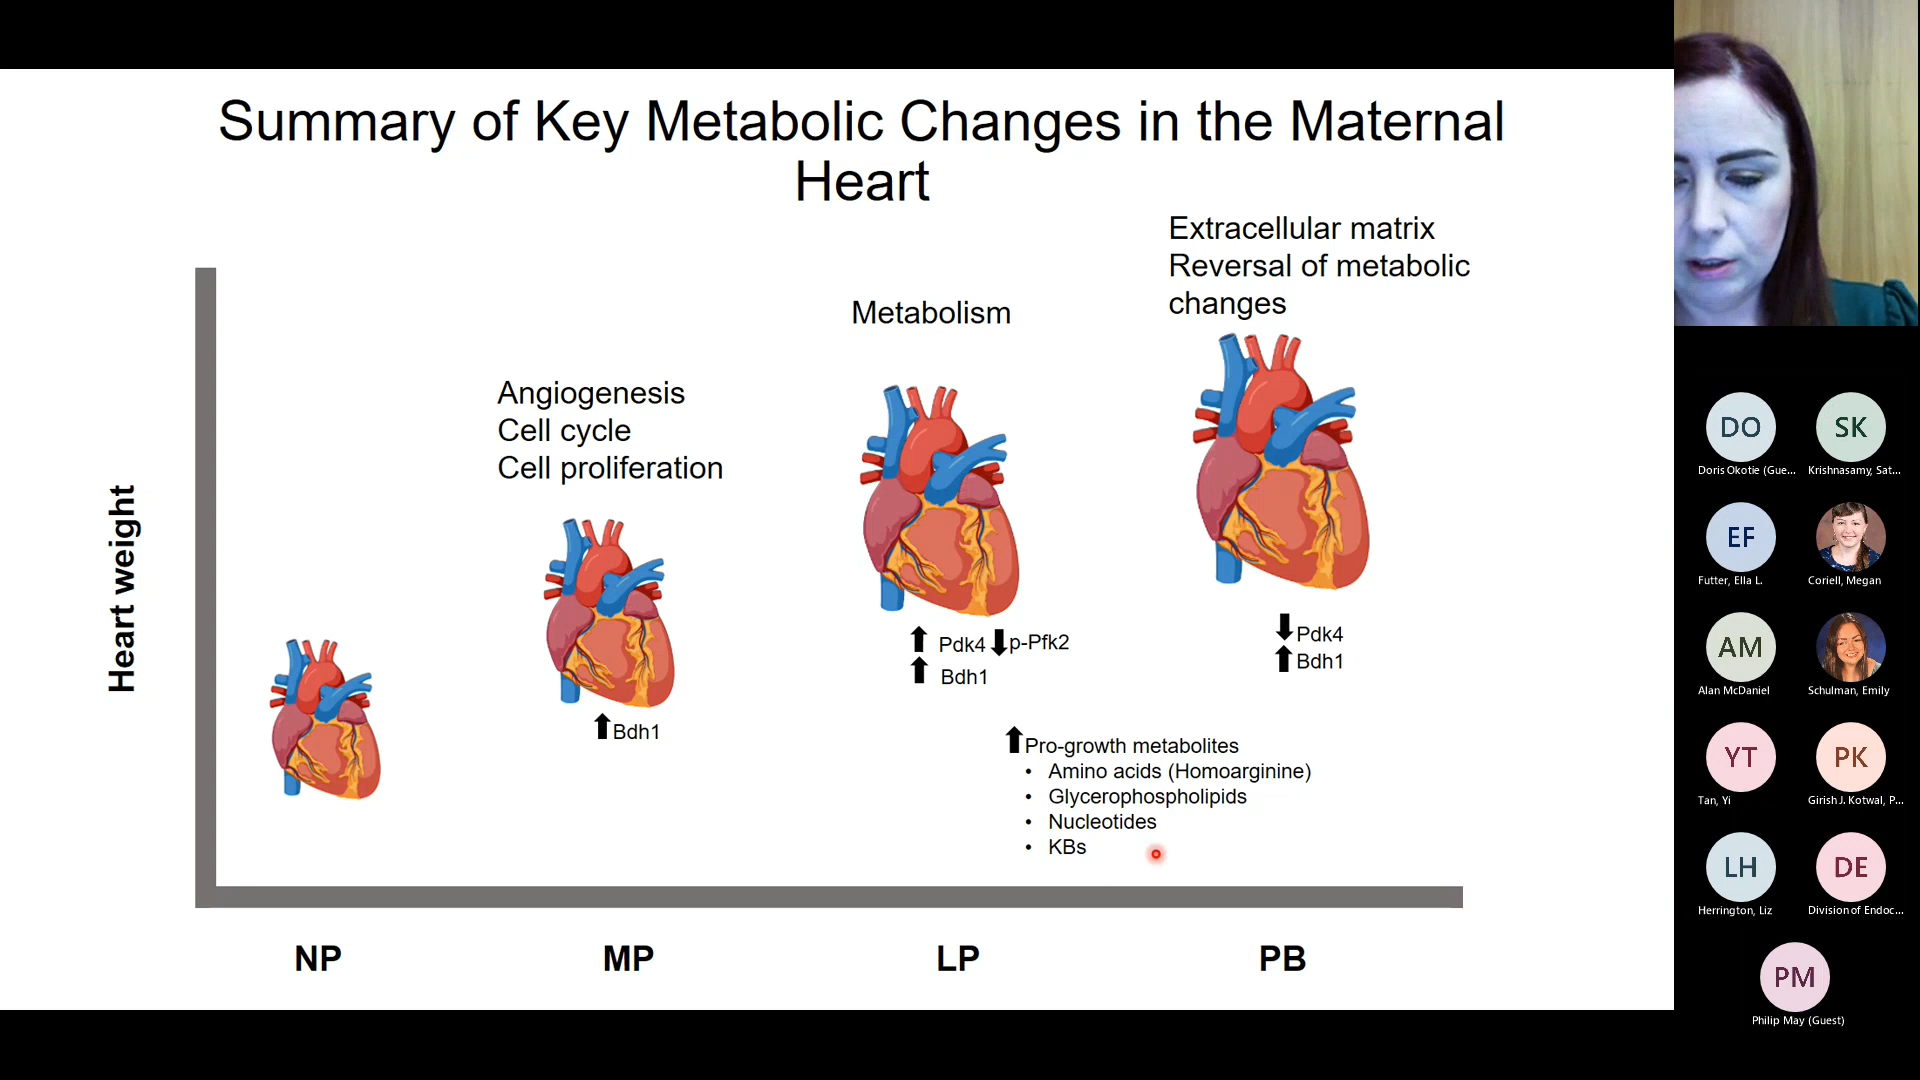 Summary of Key Metabolic Changes in the Maternal
Heart
Extracellular matrix
Reversal of metabolic
changes
Metabolism
Angiogenesis
Cell cycle
Cell proliferation
Heart weight
Pdk4 p-Pfk2
Bdh1
Pdk4
Bdh1
Bdh1
Pro-growth metabolites
• Amino acids (Homoarginine)
• Glycerophospholipids
• Nucleotides
• KBs
NP MP LP PB
DO SK
Doris Okotie (Gue... Krishnasamy, Sat...
EF
Futter, Ella L. Coriell, Megan
AM
Alan McDaniel Schulman, Emily
YT PK
Tan, Yi Girish J. Kotwal, P...
LH DE
Herrington, Liz Division of Endoc...
PM
Philip May (Guest)